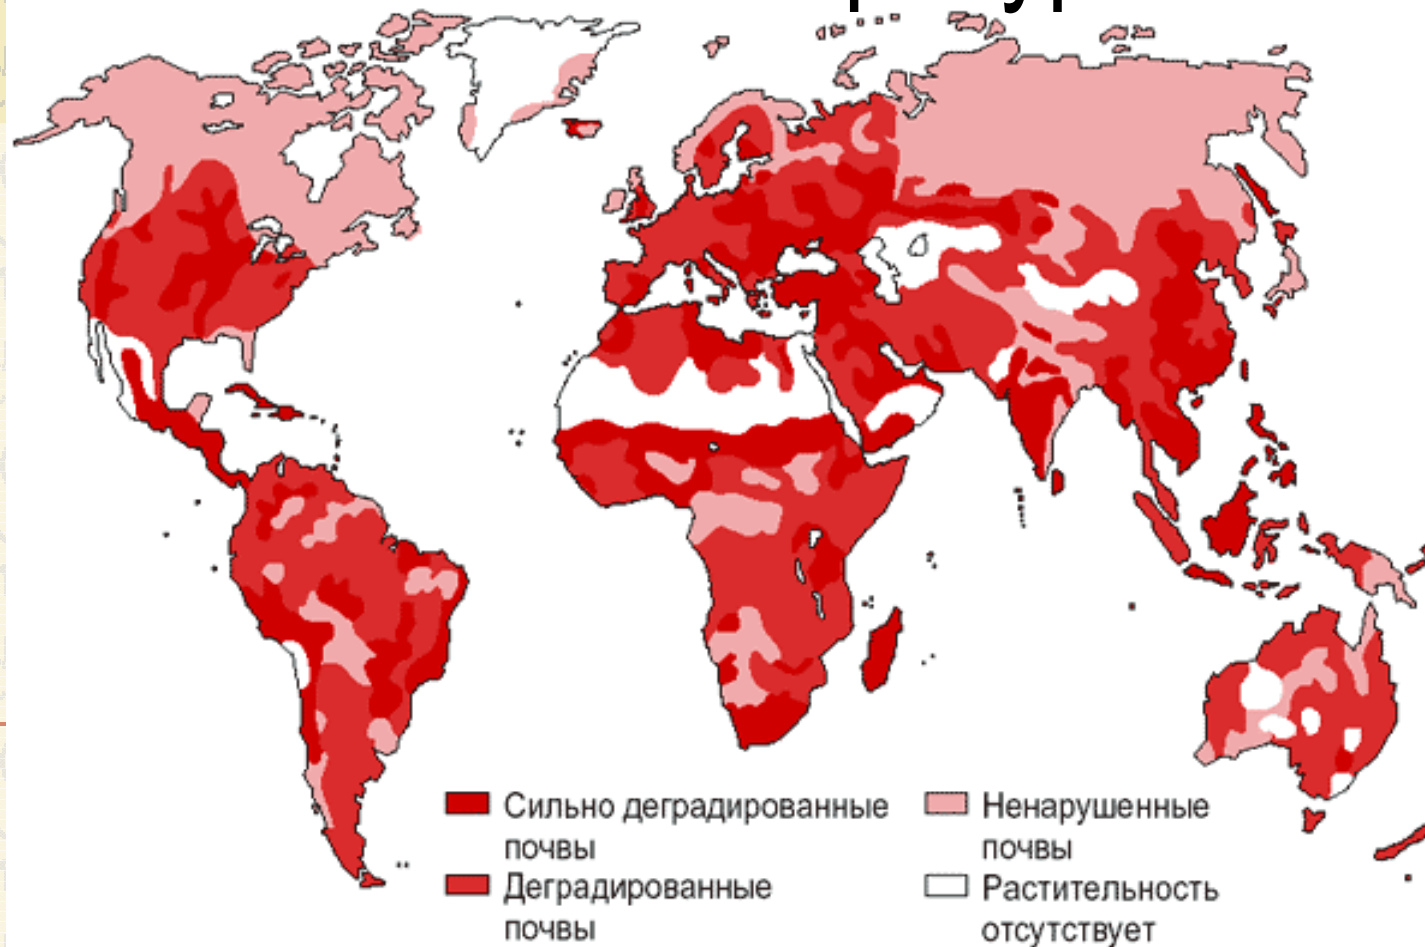 Сильно деградированные
почвы
Деградированные
почвы
Ненарушенные
почвы
Растительность
отсутствует